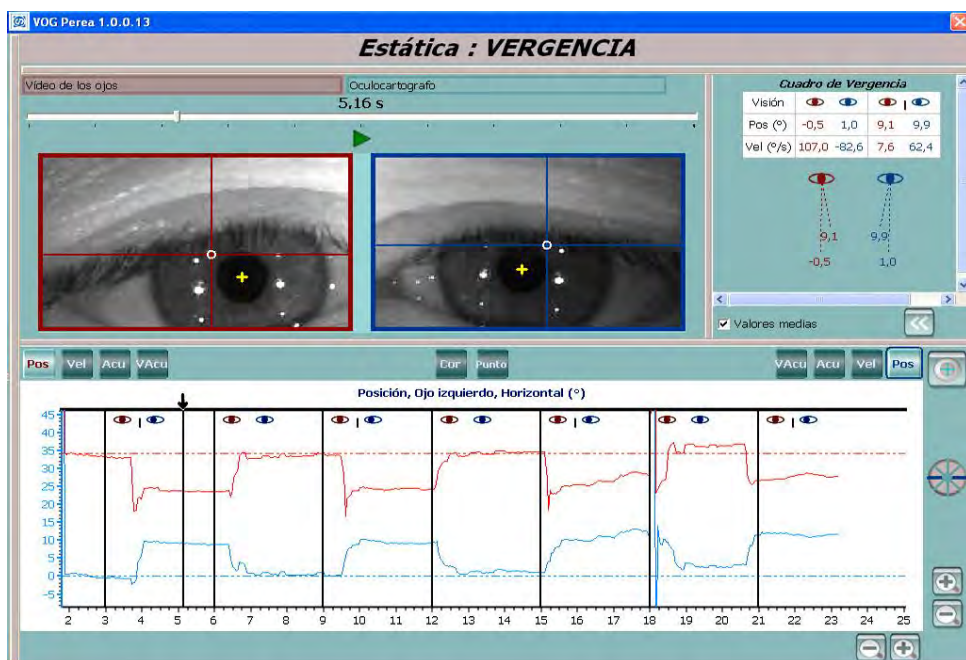 VOG Perea 1.0.0.13
Estática : VERGENCIA
Vídeo de los ojos
Oculocartografo
5,16 s
Cuadro de Vergencia
Visión
Pos (º) -0,5 1,0 9,1 9,9
Vel (º/s) 107,0 -82,6 7,6 62,4
9,1 9,9
-0,5 1,0
Valores medias
Pos Vel Acu VAcu Cor Punto VAcu Acu Vel Pos
Posición, Ojo izquierdo, Horizontal (°)
45
40
35
30
25
20
15
10
5
0
-5
2 3 4 5 6 7 8 9 10 11 12 13 14 15 16 17 18 19 20 21 22 23 24 25